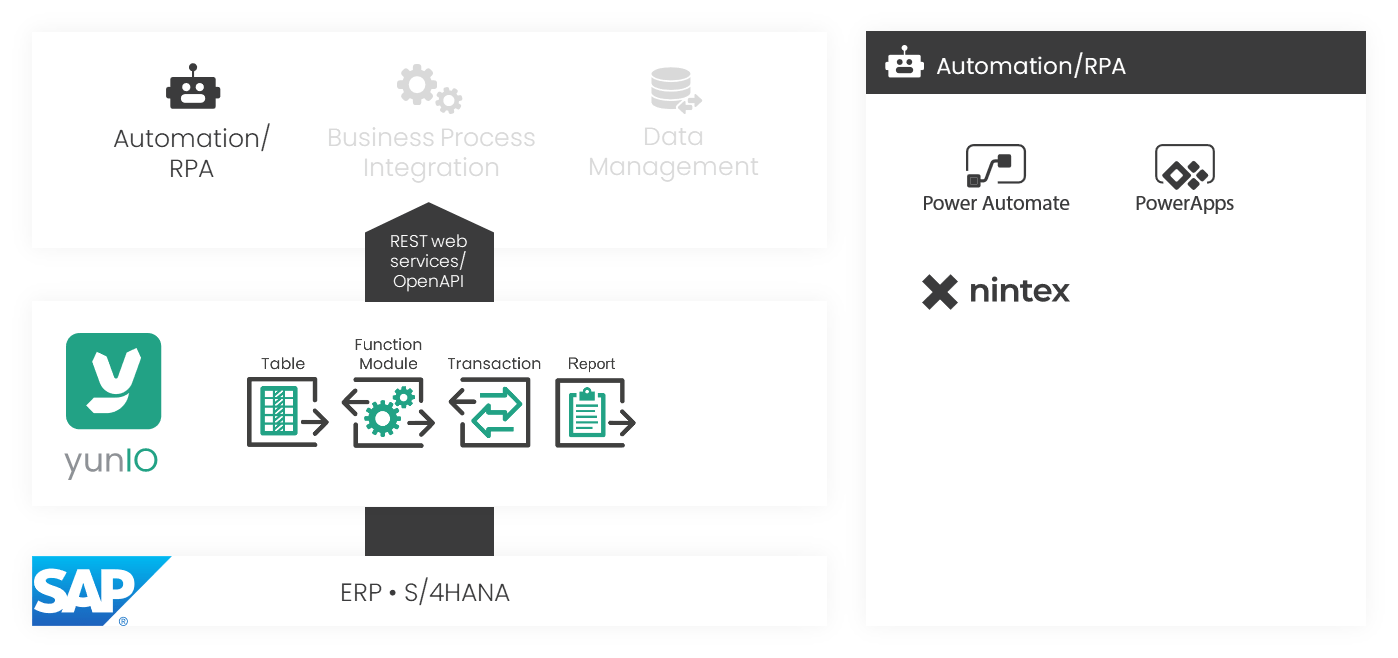 Automation/
RPA
Business Process
Integration
Data
Management
REST web
services/
OpenAPI
yunIO
Table
Function
Module
Transaction
Report
SAP
®
ERP • S/4HANA
Automation/RPA
Power Automate
PowerApps
nintex